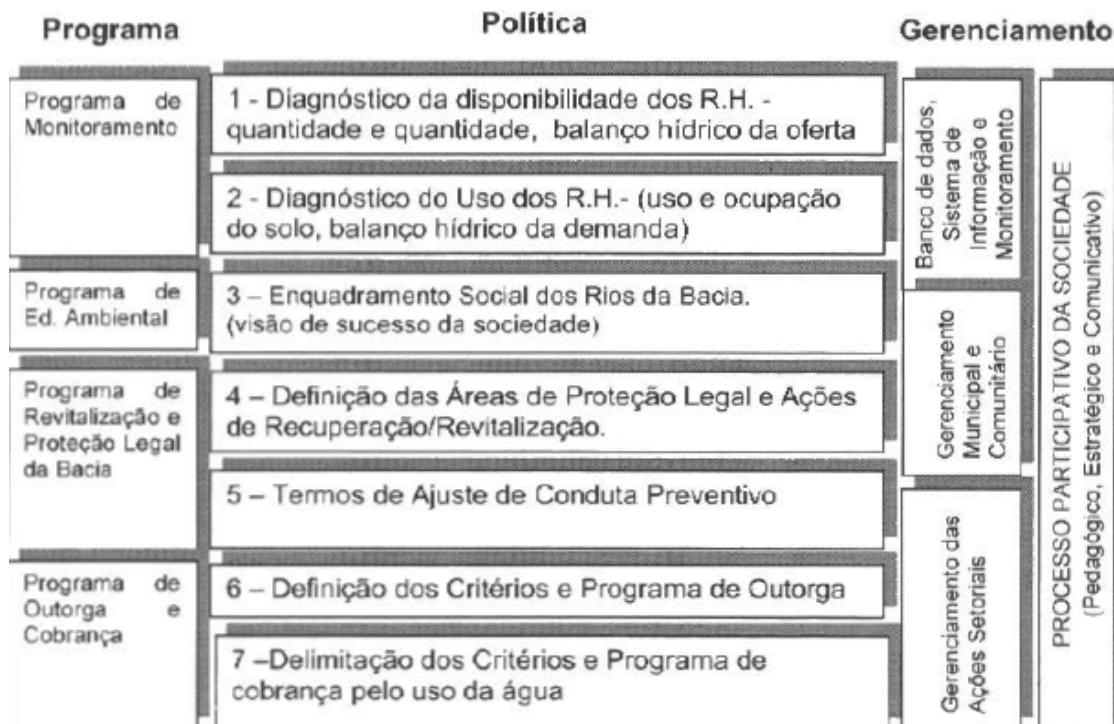 Programa
Política
Gerenciamento
Programa de
Monitoramento
1 - Diagnóstico da disponibilidade dos R.H. -
quantidade e quantidade, balanço hídrico da oferta
2 - Diagnóstico do Uso dos R.H.- (uso e ocupação
do solo, balanço hídrico da demanda)
Programa de
Ed. Ambiental
3 – Enquadramento Social dos Rios da Bacia.
(visão de sucesso da sociedade)
Programa de
Revitalização e
Proteção Legal
da Bacia
4 – Definição das Áreas de Proteção Legal e Ações
de Recuperação/Revitalização.
5 – Termos de Ajuste de Conduta Preventivo
Programa de
Outorga e
Cobrança
6 – Definição dos Critérios e Programa de Outorga
7 –Delimitação dos Critérios e Programa de
cobrança pelo uso da água
Banco de dados,
Sistema de
Informação e
Monitoramento
Gerenciamento
Municipal e
Comunitário
Gerenciamento das
Ações Setoriais
PROCESSO PARTICIPATIVO DA SOCIEDADE
(Pedagógico, Estratégico e Comunicativo)